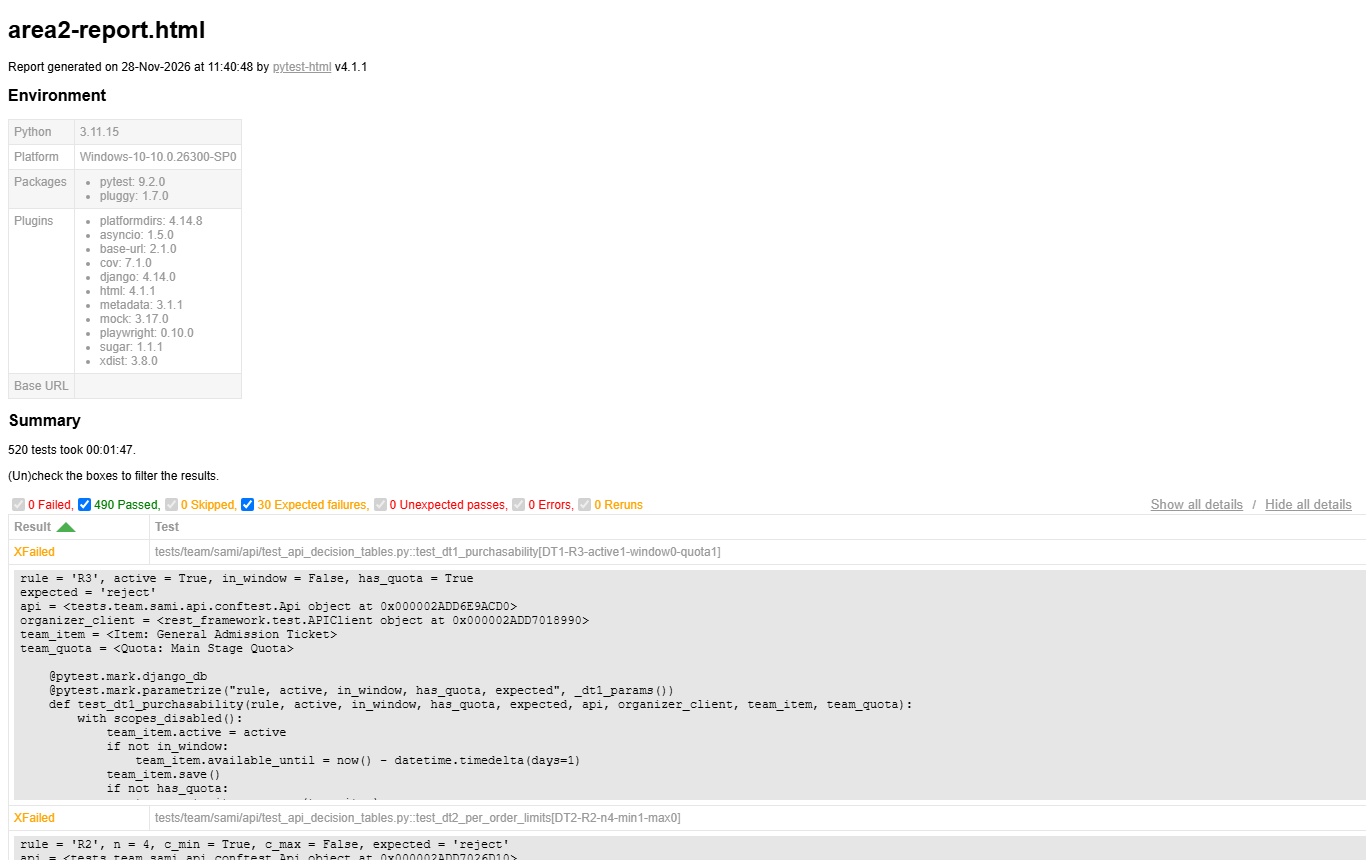 area2-report.html
Report generated on 28-Nov-2026 at 11:40:48 by pytest-html v4.1.1
Environment
Python 3.11.15
Platform Windows-10-10.0.26300-SP0
Packages
pytest: 9.2.0
pluggy: 1.7.0
Plugins
platformdirs: 4.14.8
asyncio: 1.5.0
base-url: 2.1.0
cov: 7.1.0
django: 4.14.0
html: 4.1.1
metadata: 3.1.1
mock: 3.17.0
playwright: 0.10.0
sugar: 1.1.1
xdist: 3.8.0
Base URL
Summary
520 tests took 00:01:47.
(Un)check the boxes to filter the results.
0 Failed, 490 Passed, 0 Skipped, 30 Expected failures, 0 Unexpected passes, 0 Errors, 0 Reruns Show all details / Hide all details
Result Test
XFailed tests/team/sami/api/test_api_decision_tables.py::test_dt1_purchasability[DT1-R3-active1-window0-quota1]
rule = 'R3', active = True, in_window = False, has_quota = True
expected = 'reject'
api = <tests.team.sami.api.conftest.Api object at 0x000002ADD6E9ACD0>
organizer_client = <rest_framework.test.APIClient object at 0x000002ADD7018990>
team_item = <Item: General Admission Ticket>
team_quota = <Quota: Main Stage Quota>
@pytest.mark.django_db
@pytest.mark.parametrize("rule, active, in_window, has_quota, expected", _dt1_params())
def test_dt1_purchasability(rule, active, in_window, has_quota, expected, api, organizer_client, team_item, team_quota):
with scopes_disabled():
team_item.active = active
if not in_window:
team_item.available_until = now() - datetime.timedelta(days=1)
team_item.save()
if not has_quota:
XFailed tests/team/sami/api/test_api_decision_tables.py::test_dt2_per_order_limits[DT2-R2-n4-min1-max0]
rule = 'R2', n = 4, c_min = True, c_max = False, expected = 'reject'
api = <tests.team.sami.api.conftest.Api object at 0x000002ADD7026D10>